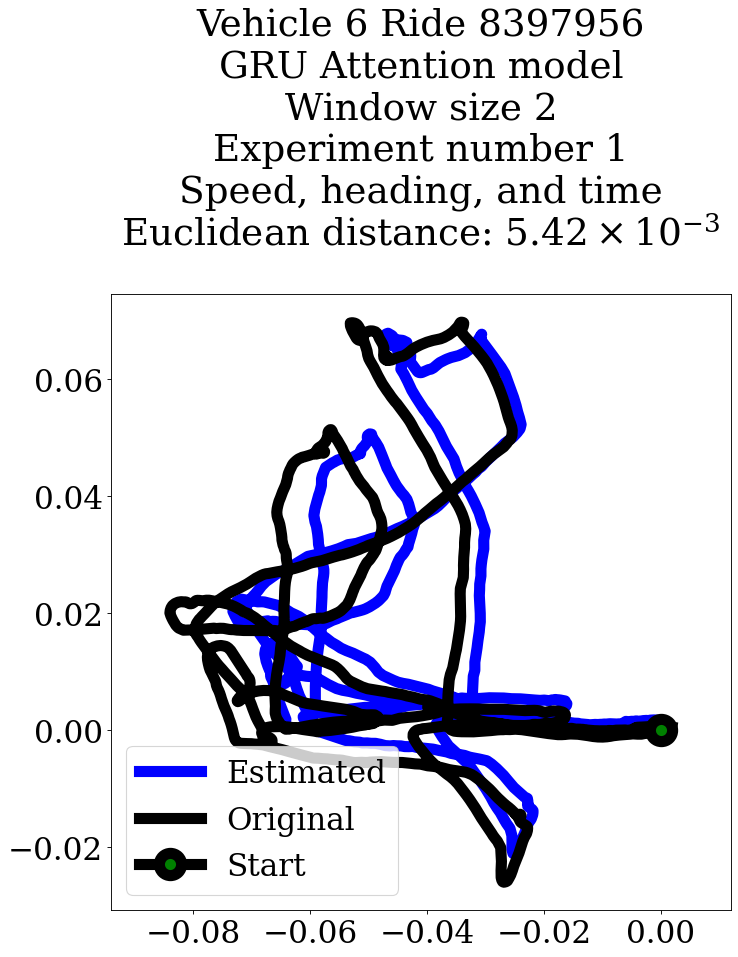 Vehicle 6 Ride 8397956
GRU Attention model
Window size 2
Experiment number 1
Speed, heading, and time
Euclidean distance: 5.42 × 10⁻³
0.06
0.04
0.02
0.00
−0.02
Estimated
Original
Start
−0.08 −0.06 −0.04 −0.02 0.00